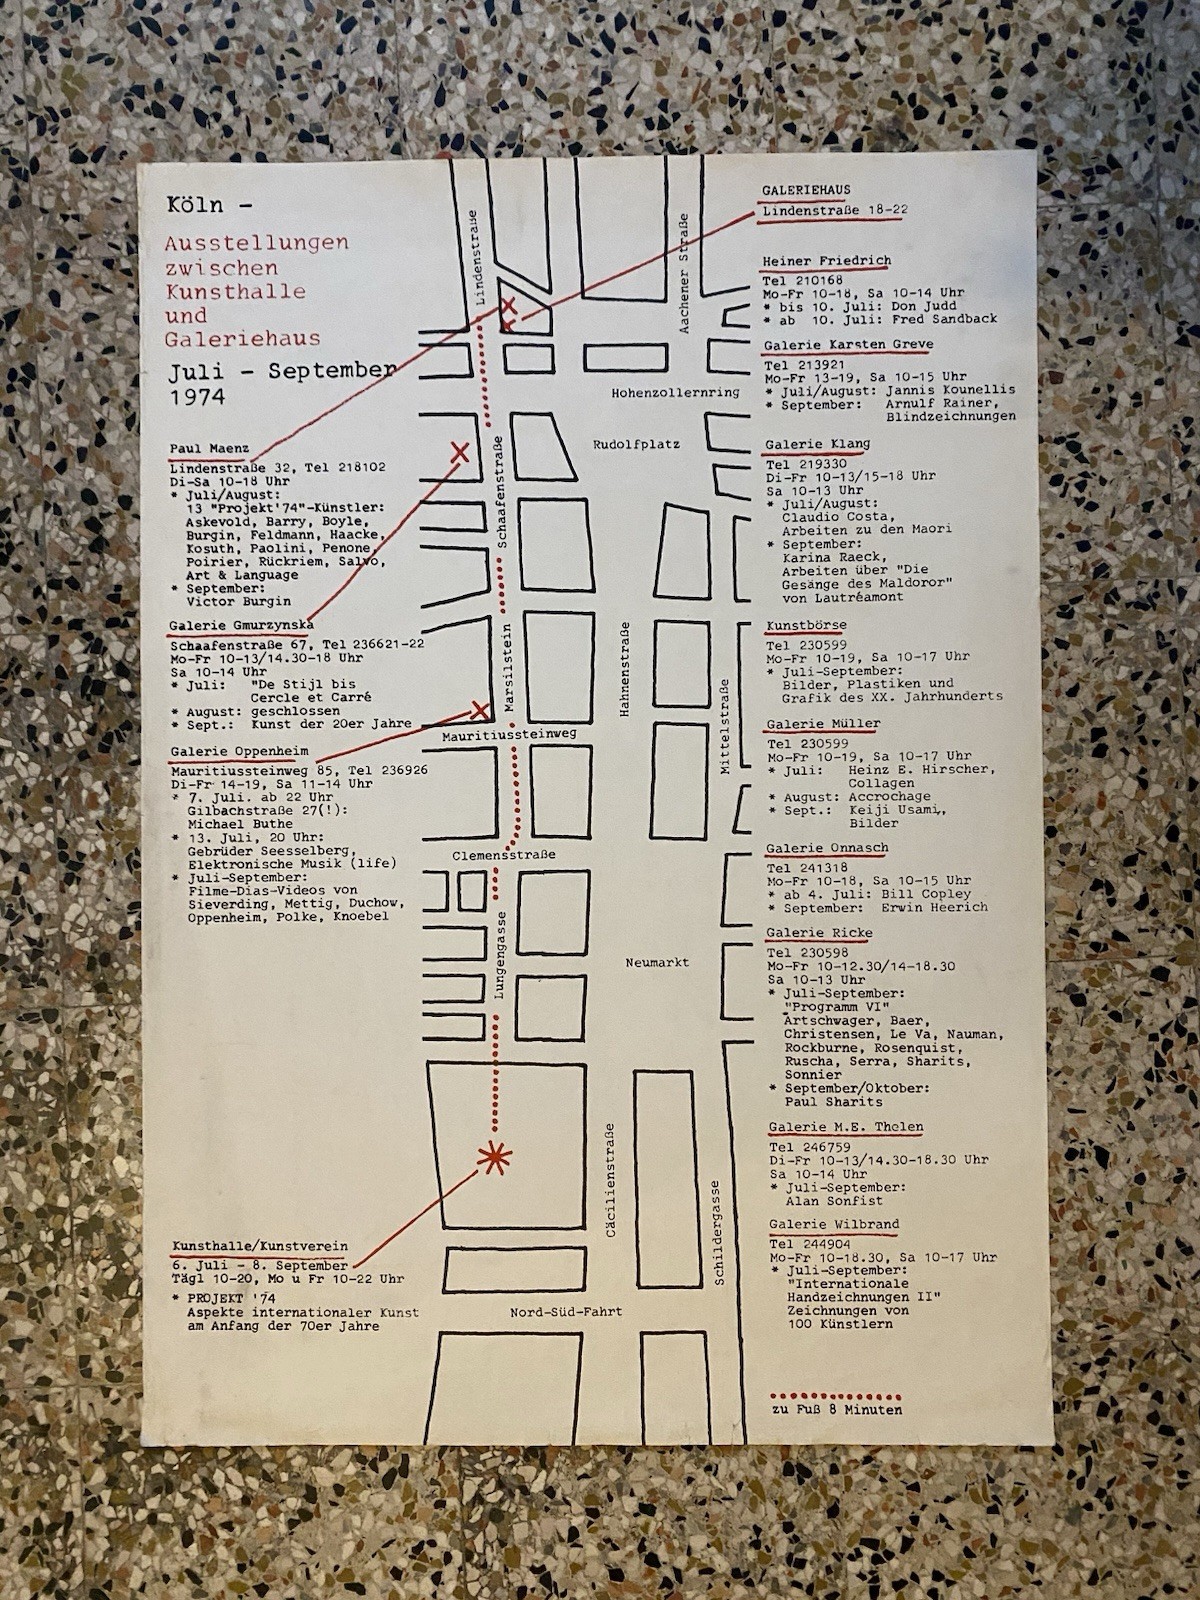 Köln -
Ausstellungen
zwischen
Kunsthalle
und
Galeriehaus
Juli - September
1974
Paul Maenz
Lindenstraße 32, Tel 218102
Di-Sa 10-18 Uhr
* Juli/August:
13 "Projekt'74"-Künstler:
Askevold, Barry, Boyle,
Burgin, Feldmann, Haacke,
Kosuth, Paolini, Penone,
Poirier, Rückriem, Salvo,
Art & Language
* September:
Victor Burgin
Galerie Gmurzynska
Schaafenstraße 67, Tel 236621-22
Mo-Fr 10-13/14.30-18 Uhr
Sa 10-14 Uhr
* Juli: "De Stijl bis
Cercle et Carré
* August: geschlossen
* Sept.: Kunst der 20er Jahre
Galerie Oppenheim
Mauritiussteinweg 85, Tel 236926
Di-Fr 14-19, Sa 11-14 Uhr
* 7. Juli. ab 22 Uhr
Gilbachstraße 27(!):
Michael Buthe
* 13. Juli, 20 Uhr:
Gebrüder Seesselberg,
Elektronische Musik (life)
* Juli-September:
Filme-Dias-Videos von
Sieverding, Mettig, Duchow,
Oppenheim, Polke, Knoebel
Kunsthalle/Kunstverein
6. Juli - 8. September
Tägl 10-20, Mo u Fr 10-22 Uhr
* PROJEKT '74
Aspekte internationaler Kunst
am Anfang der 70er Jahre
Lindenstraße
Aachener Straße
Hohenzollernring
Rudolfplatz
Schaafenstraße
Marsilstein
Hahnenstraße
Mittelstraße
Mauritiussteinweg
Clemensstraße
Lungengasse
Neumarkt
Cäcilienstraße
Schildergasse
Nord-Süd-Fahrt
GALERIEHAUS
Lindenstraße 18-22
Heiner Friedrich
Tel 210168
Mo-Fr 10-18, Sa 10-14 Uhr
* bis 10. Juli: Don Judd
* ab 10. Juli: Fred Sandback
Galerie Karsten Greve
Tel 213921
Mo-Fr 13-19, Sa 10-15 Uhr
* Juli/August: Jannis Kounellis
* September: Arnulf Rainer,
Blindzeichnungen
Galerie Klang
Tel 219330
Di-Fr 10-13/15-18 Uhr
Sa 10-13 Uhr
* Juli/August:
Claudio Costa,
Arbeiten zu den Maori
* September:
Karina Raeck,
Arbeiten über "Die
Gesänge des Maldoror"
von Lautréamont
Kunstbörse
Tel 230599
Mo-Fr 10-19, Sa 10-17 Uhr
* Juli-September:
Bilder, Plastiken und
Grafik des XX. Jahrhunderts
Galerie Müller
Tel 230599
Mo-Fr 10-19, Sa 10-17 Uhr
* Juli: Heinz E. Hirscher,
Collagen
* August: Accrochage
* Sept.: Keiji Usami,
Bilder
Galerie Onnasch
Tel 241318
Mo-Fr 10-18, Sa 10-15 Uhr
* ab 4. Juli: Bill Copley
* September: Erwin Heerich
Galerie Ricke
Tel 230598
Mo-Fr 10-12.30/14-18.30
Sa 10-13 Uhr
* Juli-September:
"Programm VI"
Artschwager, Baer,
Christensen, Le Va, Nauman,
Rockburne, Rosenquist,
Ruscha, Serra, Sharits,
Sonnier
* September/Oktober:
Paul Sharits
Galerie M.E. Thelen
Tel 246759
Di-Fr 10-13/14.30-18.30 Uhr
Sa 10-14 Uhr
* Juli-September:
Alan Sonfist
Galerie Wilbrand
Tel 244904
Mo-Fr 10-18.30, Sa 10-17 Uhr
* Juli-September:
"Internationale
Handzeichnungen II"
Zeichnungen von
100 Künstlern
zu Fuß 8 Minuten